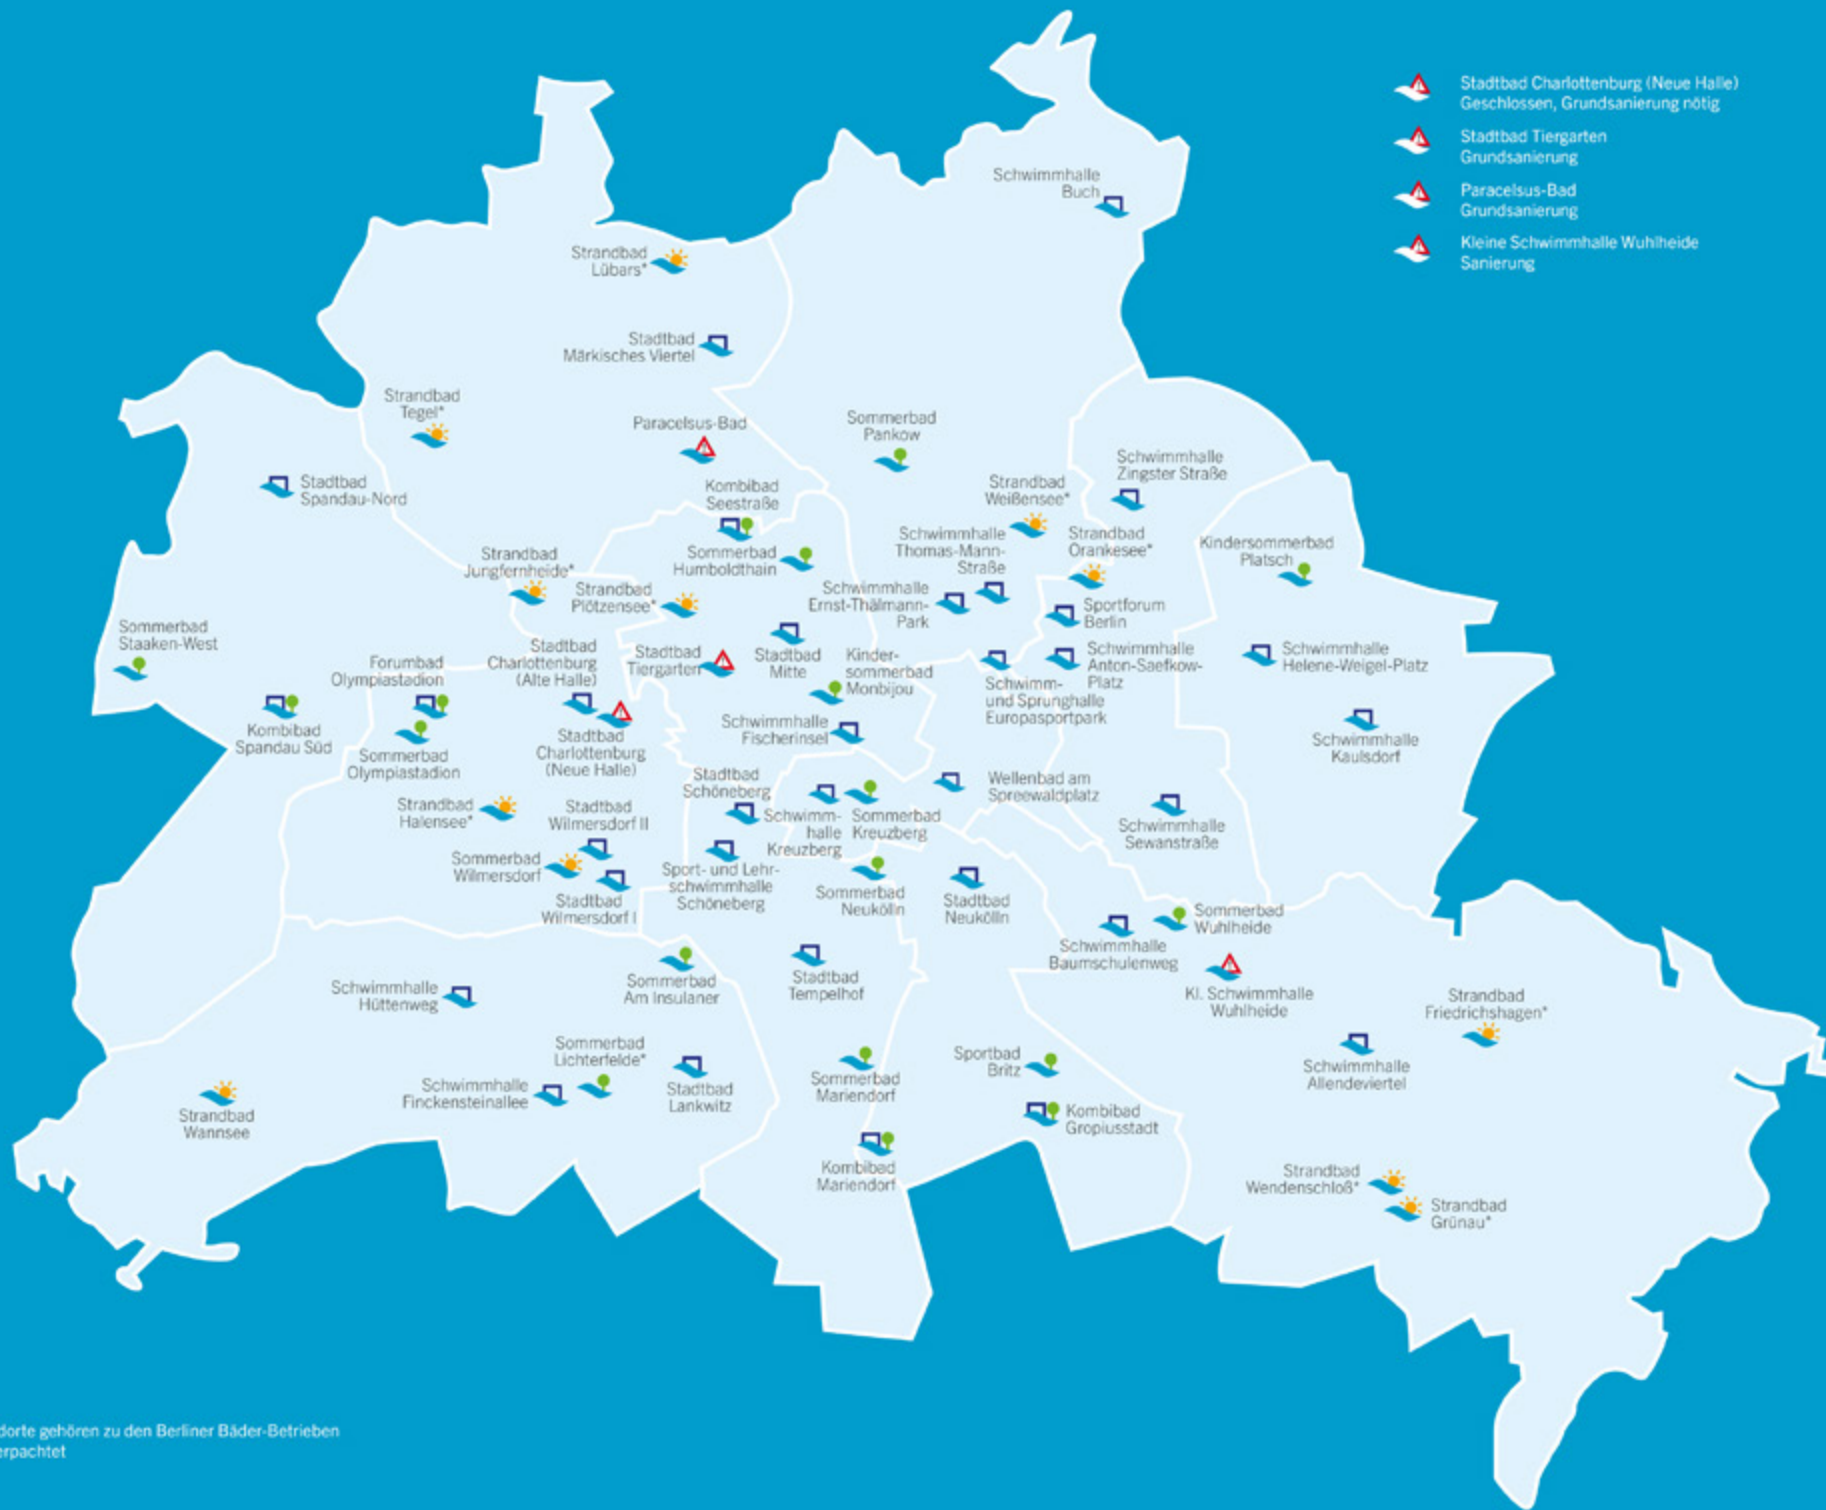 Stadtbad Charlottenburg (Neue Halle)
Geschlossen, Grundsanierung nötig
Stadtbad Tiergarten
Grundsanierung
Paracelsus-Bad
Grundsanierung
Kleine Schwimmhalle Wuhlheide
Sanierung
Schwimmhalle
Buch
Strandbad
Lübars*
Stadtbad
Märkisches Viertel
Strandbad
Tegel*
Paracelsus-Bad
Sommerbad
Pankow
Schwimmhalle
Zingster Straße
Stadtbad
Spandau-Nord
Kombibad
Seestraße
Strandbad
Weißensee*
Schwimmhalle
Thomas-Mann-
Straße
Strandbad
Orankesee*
Kindersommerbad
Platsch
Strandbad
Jungfernheide*
Sommerbad
Humboldthain
Strandbad
Plötzensee*
Schwimmhalle
Ernst-Thälmann-
Park
Sportforum
Berlin
Sommerbad
Staaken-West
Forumbad
Olympiastadion
Stadtbad
Charlottenburg
(Alte Halle)
Stadtbad
Tiergarten
Stadtbad
Mitte
Kinder-
sommerbad
Monbijou
Schwimmhalle
Anton-Saefkow-
Platz
Schwimmhalle
Helene-Weigel-Platz
Schwimm-
und Sprunghalle
Europasportpark
Kombibad
Spandau Süd
Sommerbad
Olympiastadion
Stadtbad
Charlottenburg
(Neue Halle)
Schwimmhalle
Fischerinsel
Schwimmhalle
Kaulsdorf
Stadtbad
Schöneberg
Wellenbad am
Spreewaldplatz
Strandbad
Halensee*
Stadtbad
Wilmersdorf II
Schwimm-
halle
Kreuzberg
Sommerbad
Kreuzberg
Schwimmhalle
Sewanstraße
Sommerbad
Wilmersdorf
Stadtbad
Wilmersdorf I
Sport- und Lehr-
schwimmhalle
Schöneberg
Sommerbad
Neukölln
Stadtbad
Neukölln
Sommerbad
Wuhlheide
Schwimmhalle
Baumschulenweg
Schwimmhalle
Hüttenweg
Sommerbad
Am Insulaner
Stadtbad
Tempelhof
Kl. Schwimmhalle
Wuhlheide
Strandbad
Friedrichshagen*
Sommerbad
Lichterfelde*
Schwimmhalle
Finckensteinallee
Stadtbad
Lankwitz
Sommerbad
Mariendorf
Sportbad
Britz
Schwimmhalle
Allendeviertel
Strandbad
Wannsee
Kombibad
Gropiusstadt
Kombibad
Mariendorf
Strandbad
Wendenschloß*
Strandbad
Grünau*
dorte gehören zu den Berliner Bäder-Betrieben
erpachtet